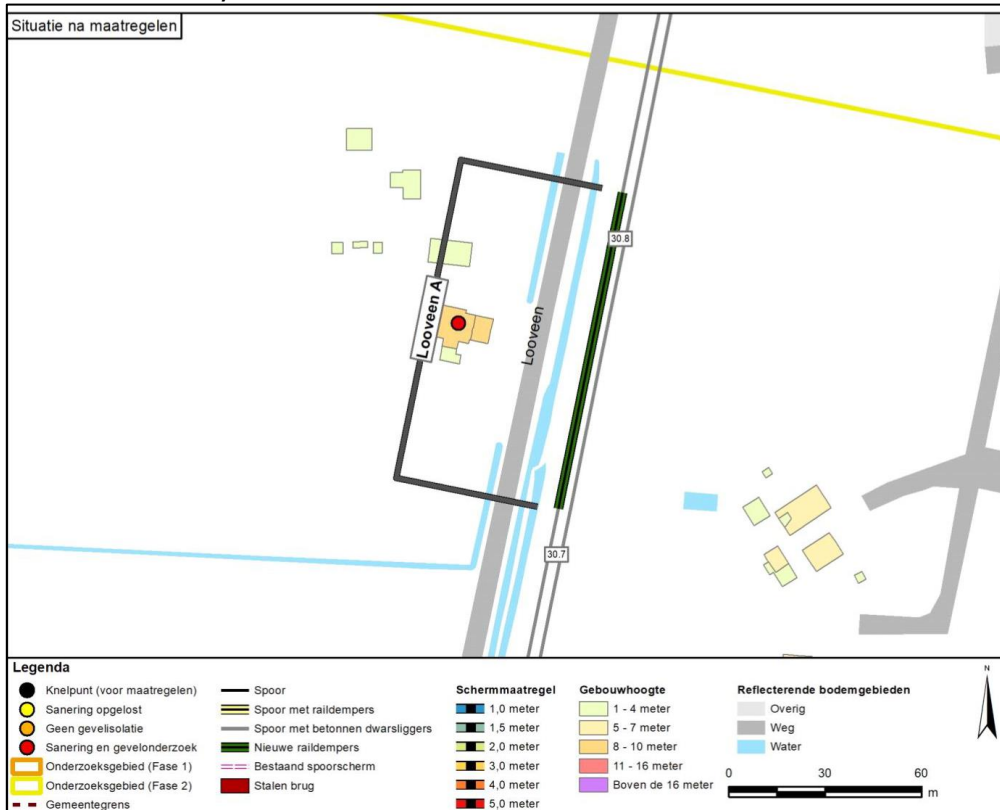 Situatie na maatregelen
30.8
Looveen A
Looveen
30.7
Legenda
Knelpunt (voor maatregelen)
Sanering opgelost
Geen gevelisolatie
Sanering en gevelonderzoek
Onderzoeksgebied (Fase 1)
Onderzoeksgebied (Fase 2)
Gemeentegrens
Spoor
Spoor met raildempers
Spoor met betonnen dwarsliggers
Nieuwe raildempers
Bestaand spoorscherm
Stalen brug
Schermmaatregel
1,0 meter
1,5 meter
2,0 meter
3,0 meter
4,0 meter
5,0 meter
Gebouwhoogte
1 - 4 meter
5 - 7 meter
8 - 10 meter
11 - 16 meter
Boven de 16 meter
Reflecterende bodemgebieden
Overig
Weg
Water
N
0 30 60
m